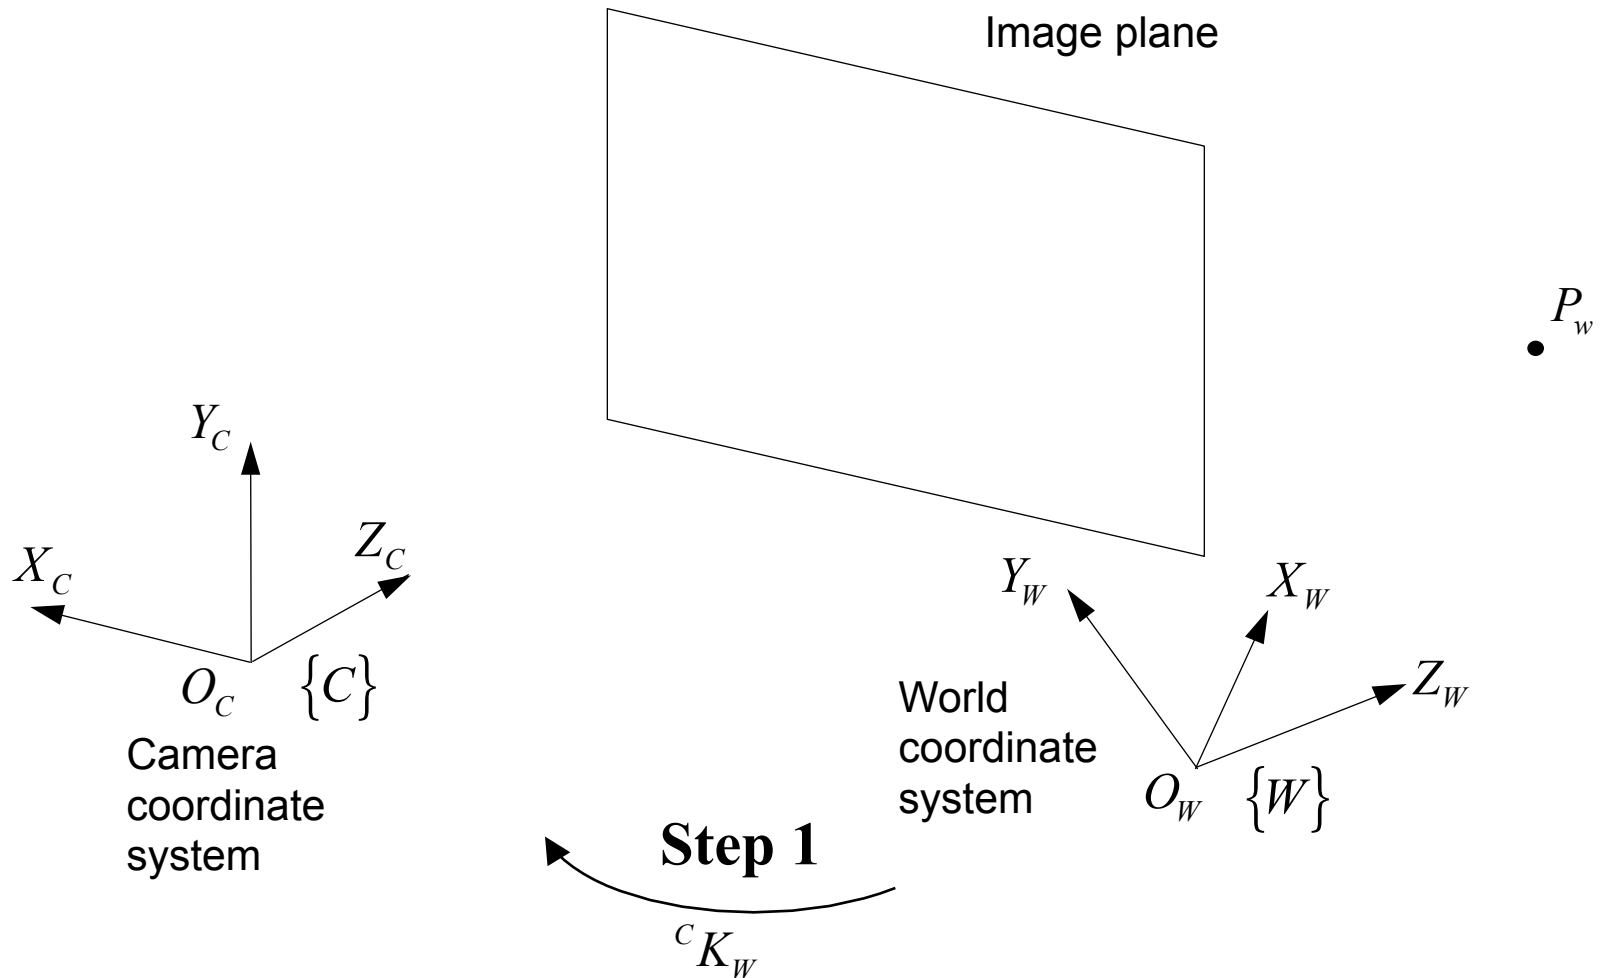 Image plane
P_w
Y_C
Z_C
X_C
O_C {C}
Camera
coordinate
system
Y_W
X_W
Z_W
O_W {W}
World
coordinate
system
Step 1
^C K_W